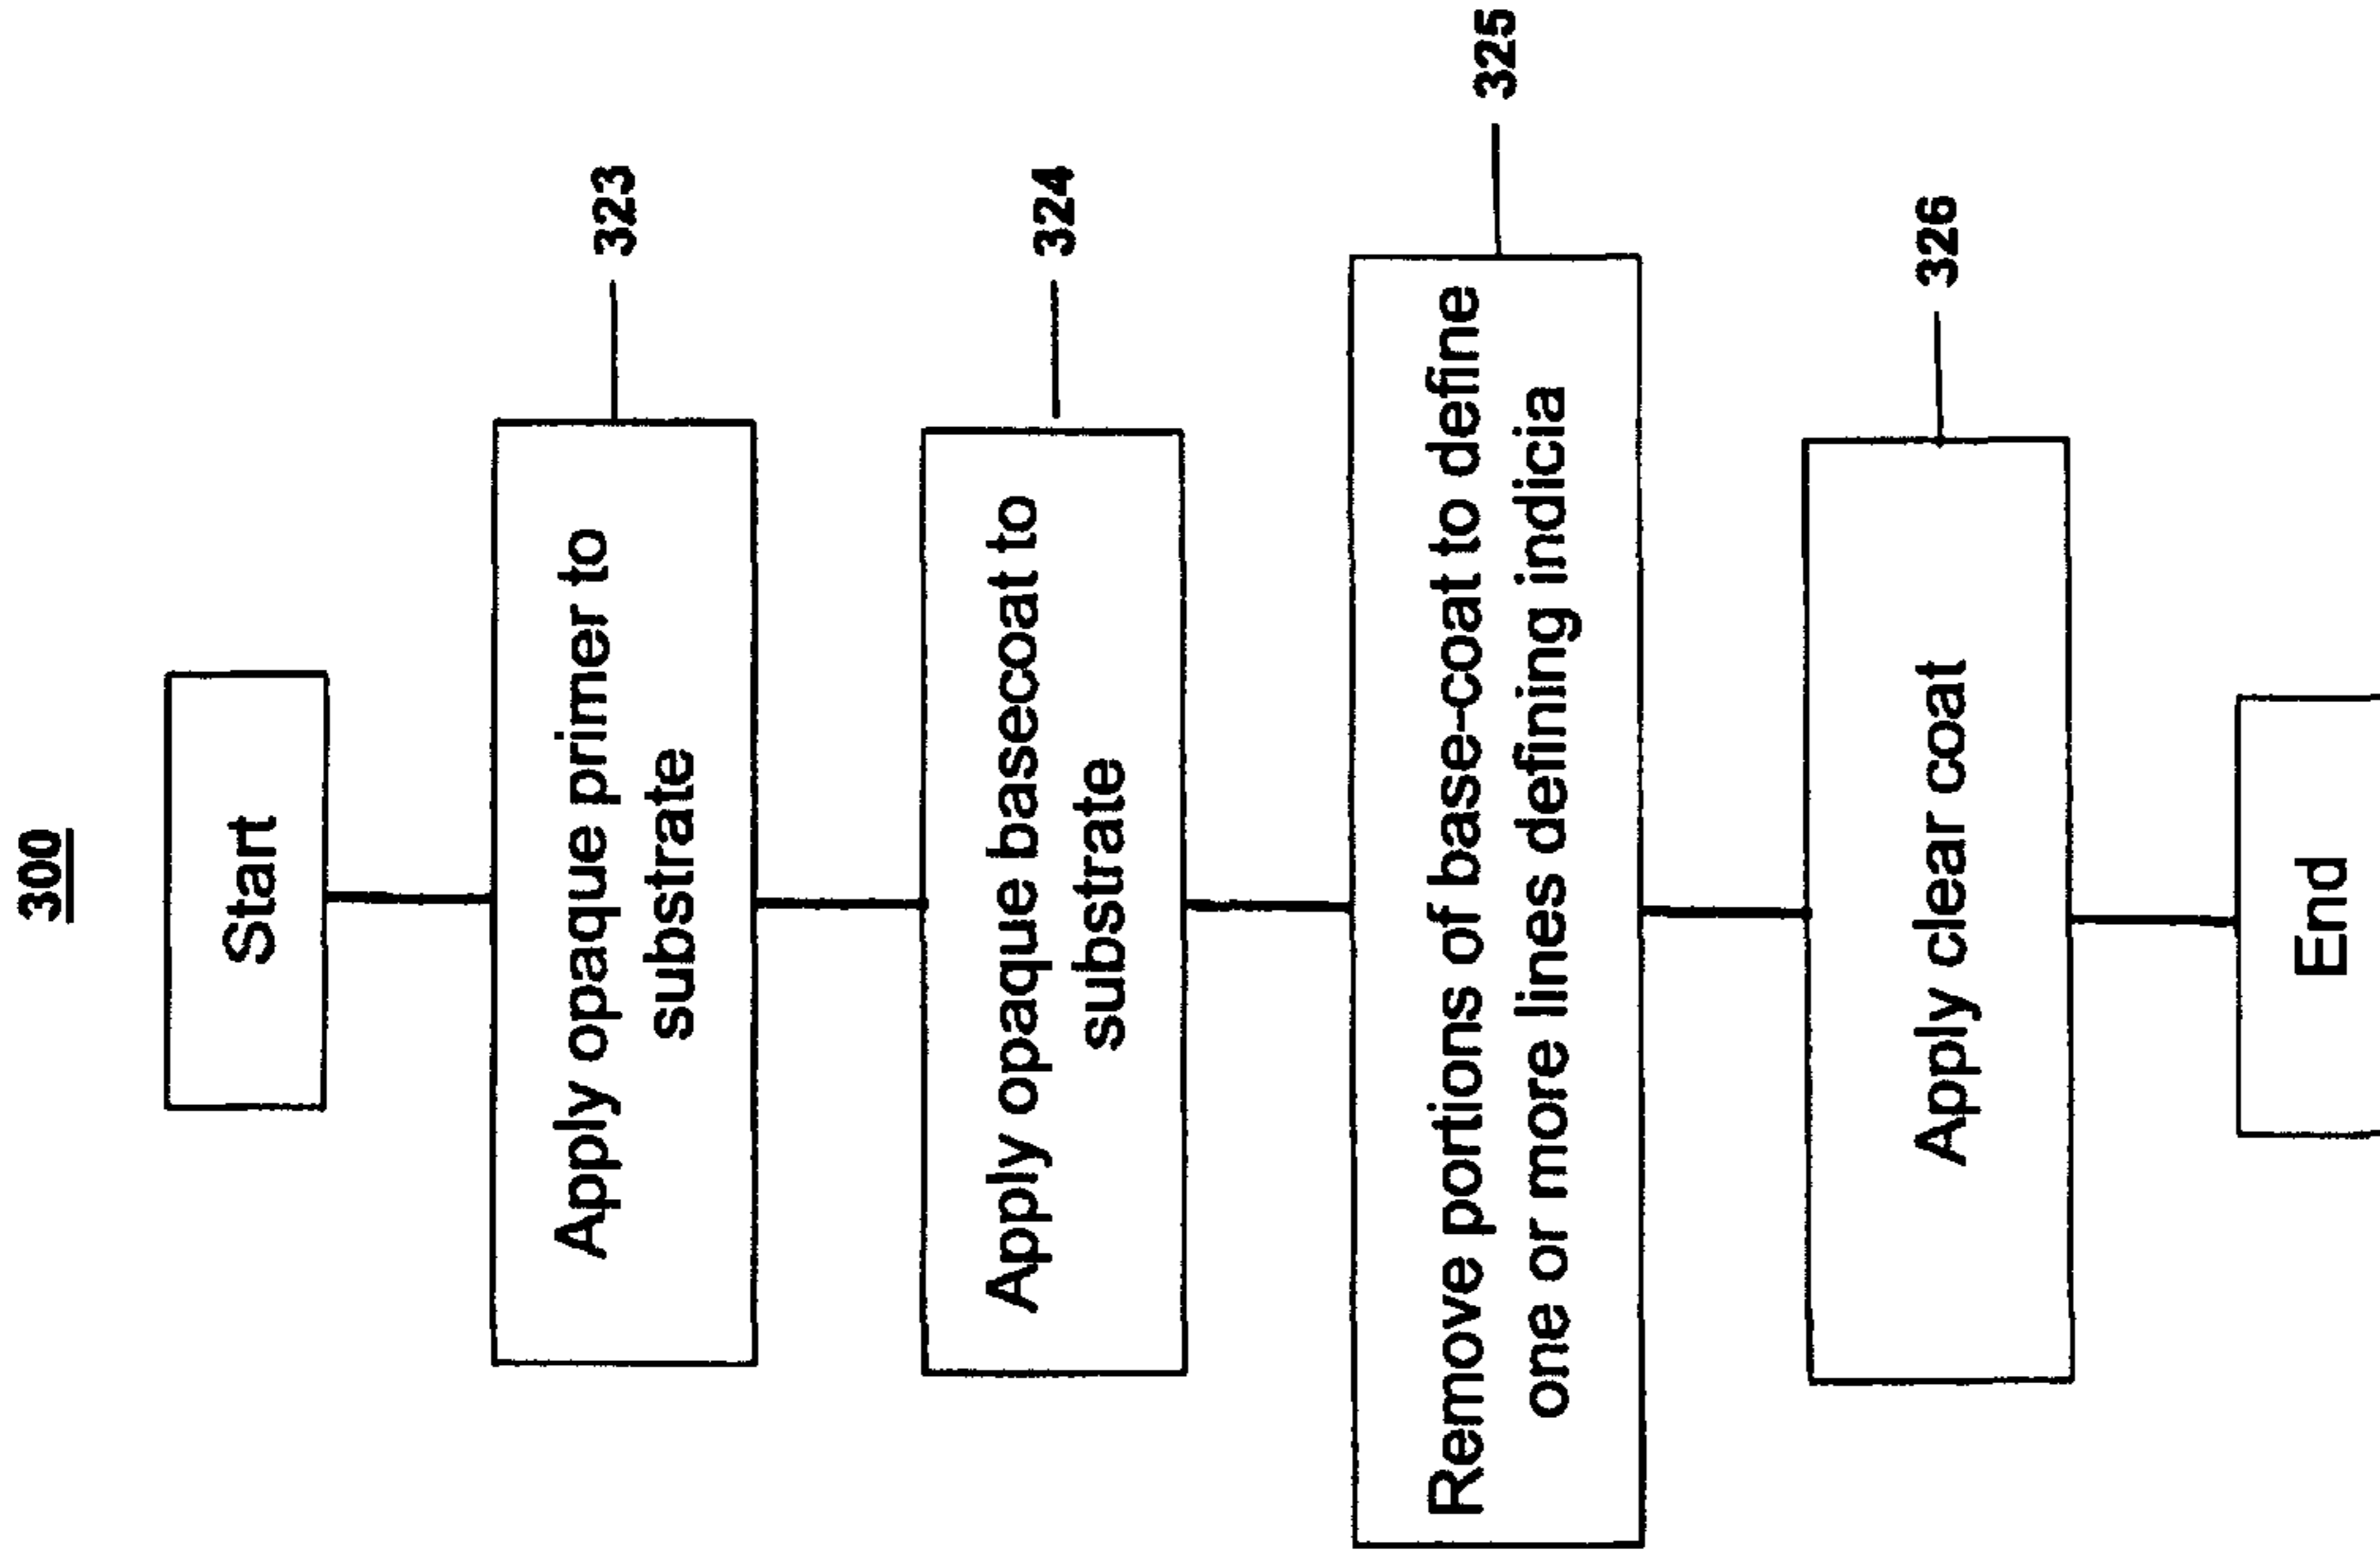 300
Start
Apply opaque primer to
substrate
323
Apply opaque basecoat to
substrate
324
Remove portions of base-coat to define
one or more lines defining indicia
325
Apply clear coat
326
End